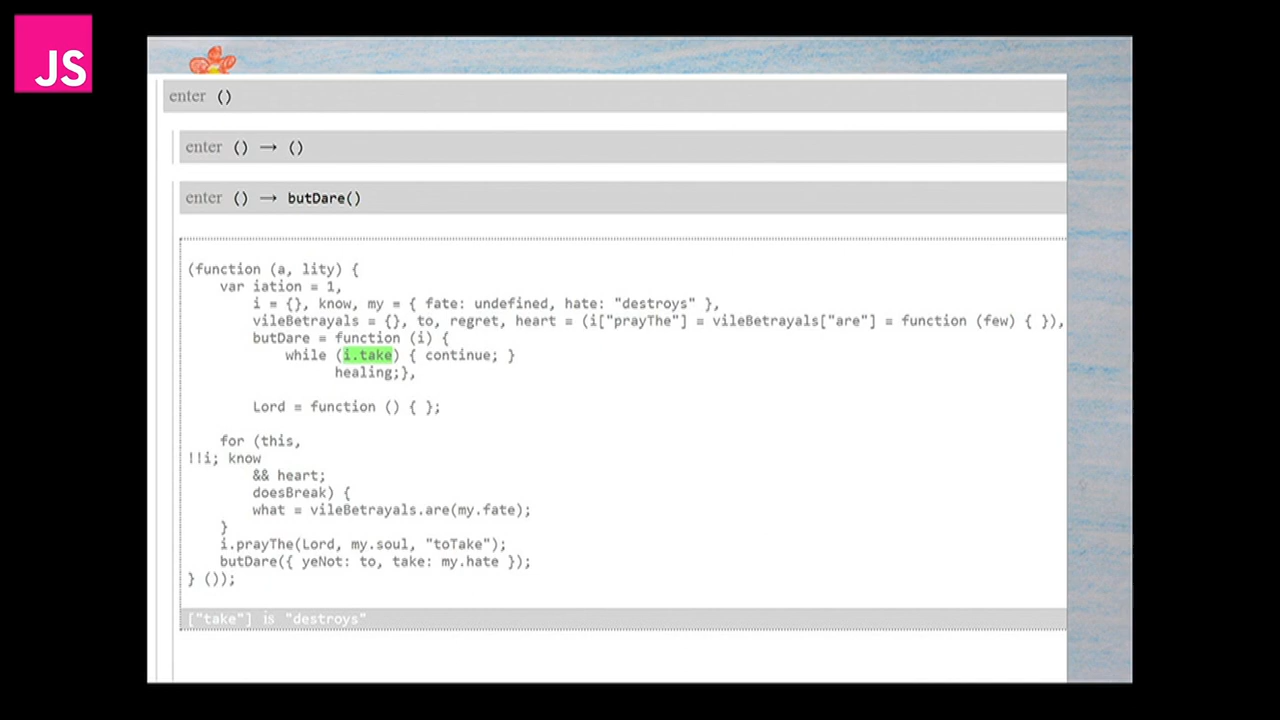 JS
enter ()
enter () → ()
enter () → butDare()
(function (a, lity) {
var iation = 1,
i = {}, know, my = { fate: undefined, hate: "destroys" },
vileBetrayals = {}, to, regret, heart = (i["prayThe"] = vileBetrayals["are"] = function (few) { }),
butDare = function (i) {
while (i.take) { continue; }
healing;},
Lord = function () { };
for (this,
!!i; know
&& heart;
doesBreak) {
what = vileBetrayals.are(my.fate);
}
i.prayThe(Lord, my.soul, "toTake");
butDare({ yeNot: to, take: my.hate });
} ());
["take"] is "destroys"